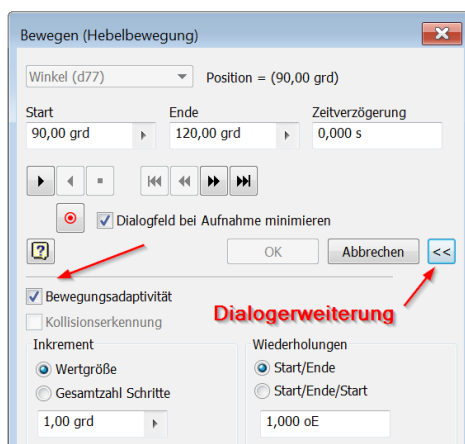 Bewegen (Hebelbewegung)
Winkel (d77) Position = (90,00 grd)
Start Ende Zeitverzögerung
90,00 grd 120,00 grd 0,000 s
Dialogfeld bei Aufnahme minimieren
OK Abbrechen <<
Bewegungsadaptivität
Dialogerweiterung
Kollisionserkennung
Inkrement Wiederholungen
Wertgröße Start/Ende
Gesamtzahl Schritte Start/Ende/Start
1,00 grd 1,000 oE